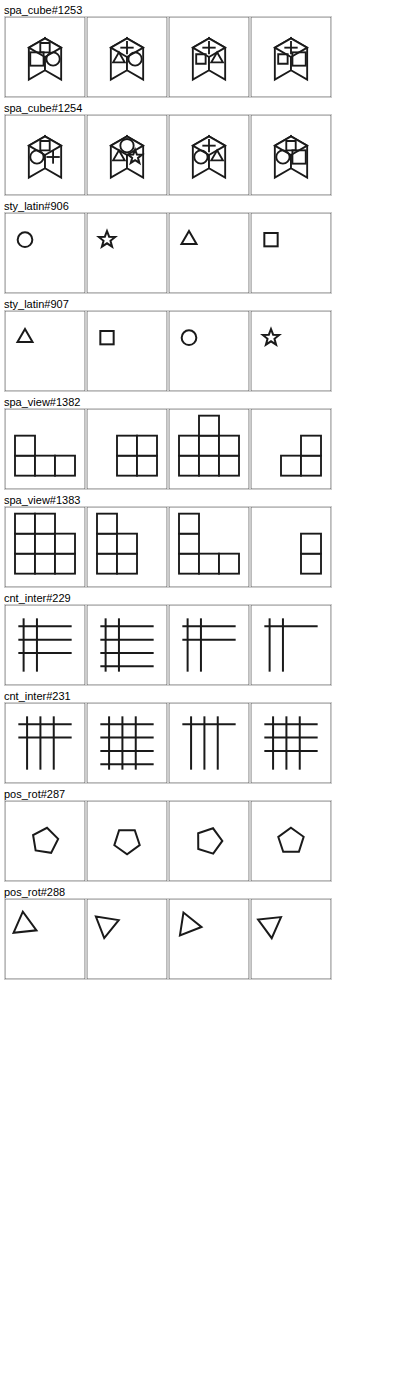 spa_cube#1253
spa_cube#1254
sty_latin#906
sty_latin#907
spa_view#1382
spa_view#1383
cnt_inter#229
cnt_inter#231
pos_rot#287
pos_rot#288